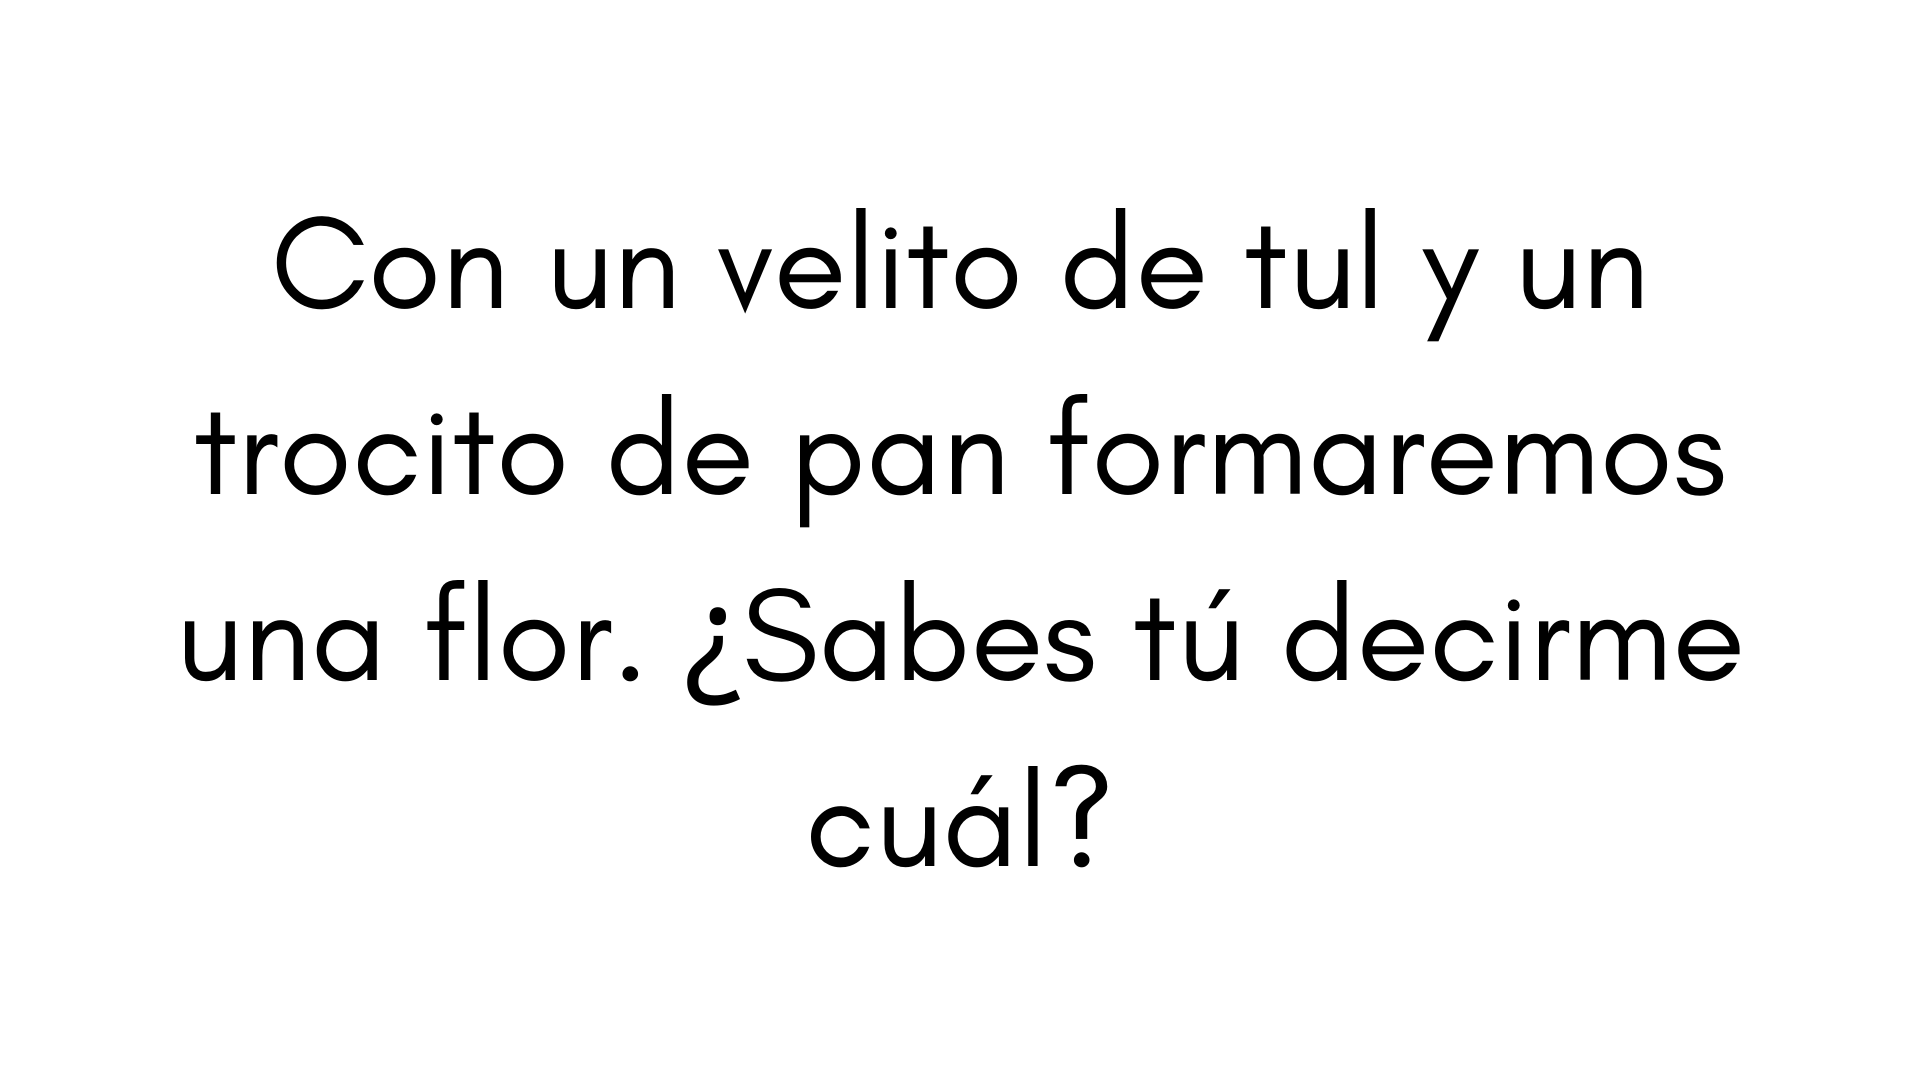 Con un velito de tul y un
trocito de pan formaremos
una flor. ¿Sabes tú decirme
cuál?